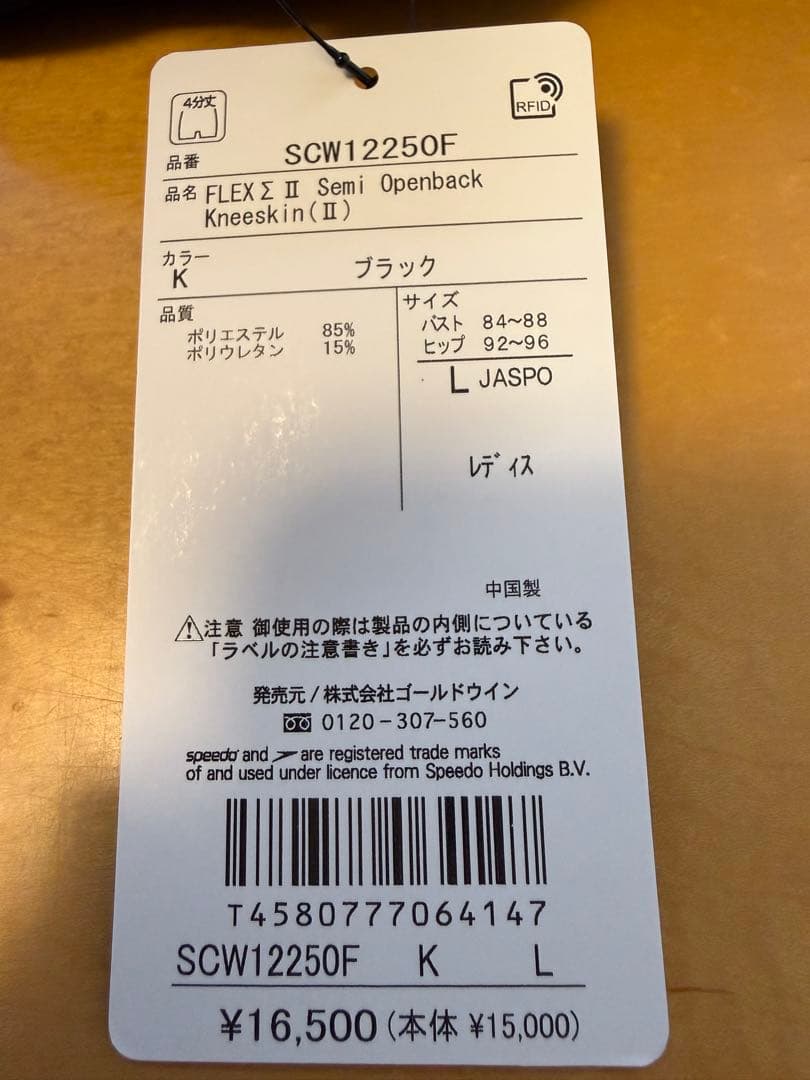 4分丈
RFID
品番 SCW12250F
品名 FLEXΣⅡ Semi Openback
Kneeskin(Ⅱ)
カラー
K ブラック
品質
ポリエステル 85%
ポリウレタン 15%
サイズ
バスト 84~88
ヒップ 92~96
L JASPO
レディス
中国製
注意 御使用の際は製品の内側についている
「ラベルの注意書き」を必ずお読み下さい。
発売元/株式会社ゴールドウイン
0120-307-560
speedo and are registered trade marks
of and used under licence from Speedo Holdings B.V.
T4580777064147
SCW12250F K L
¥16,500(本体 ¥15,000)